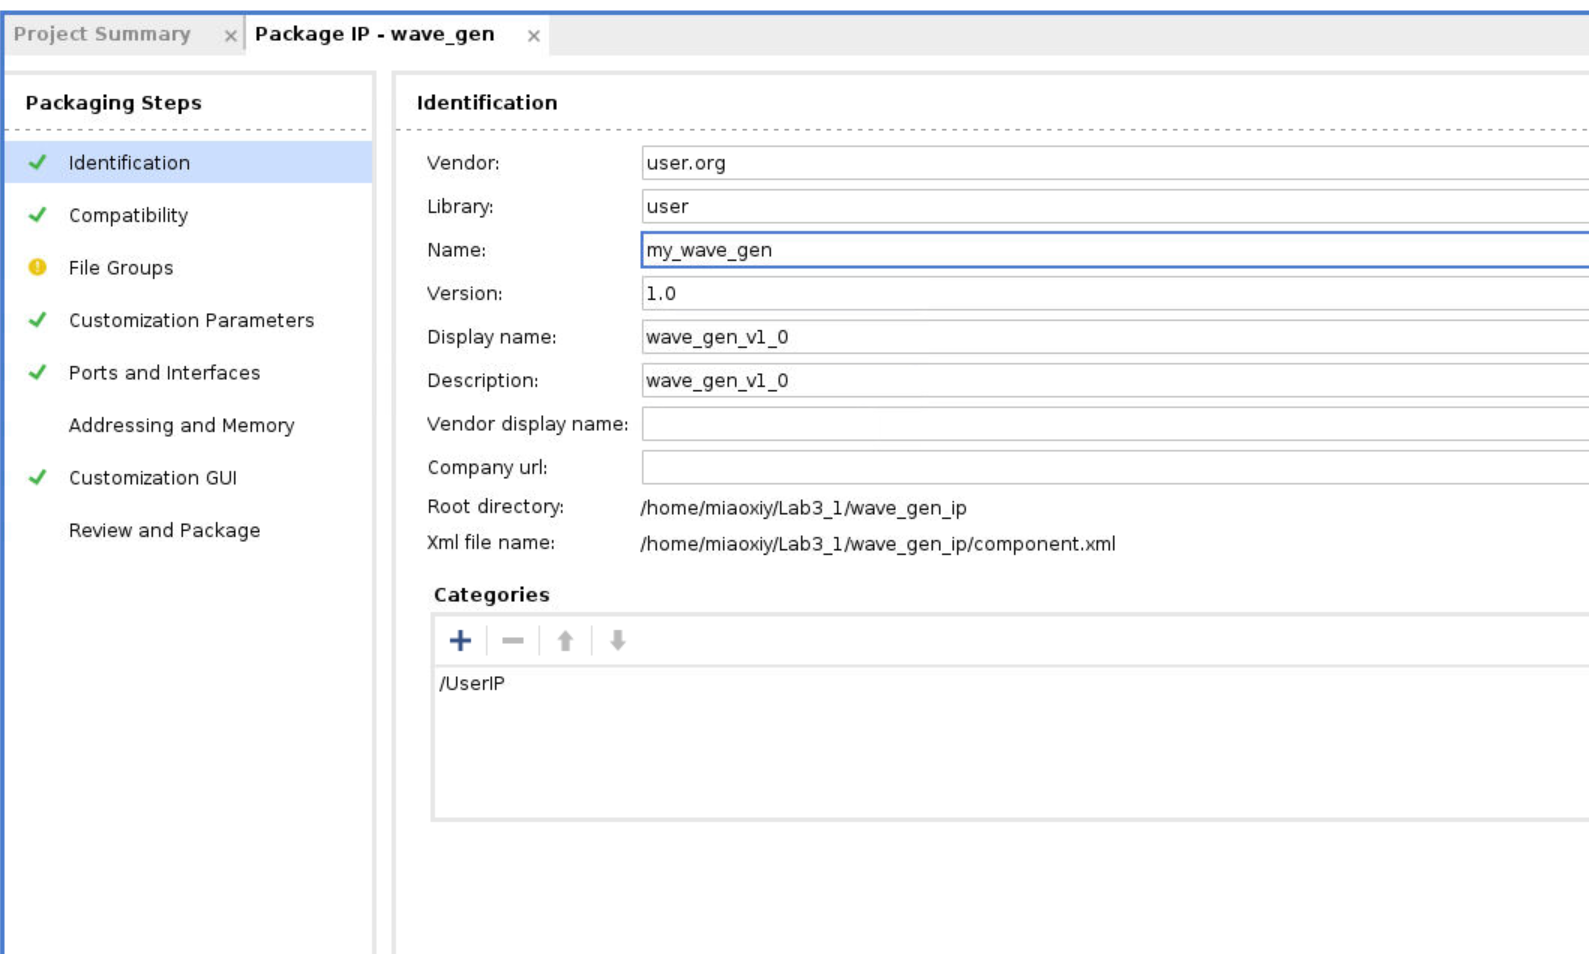 Project Summary
Package IP - wave_gen
Packaging Steps
Identification
Compatibility
File Groups
Customization Parameters
Ports and Interfaces
Addressing and Memory
Customization GUI
Review and Package
Identification
Vendor: user.org
Library: user
Name: my_wave_gen
Version: 1.0
Display name: wave_gen_v1_0
Description: wave_gen_v1_0
Vendor display name:
Company url:
Root directory: /home/miaoxiy/Lab3_1/wave_gen_ip
Xml file name: /home/miaoxiy/Lab3_1/wave_gen_ip/component.xml
Categories
/UserIP